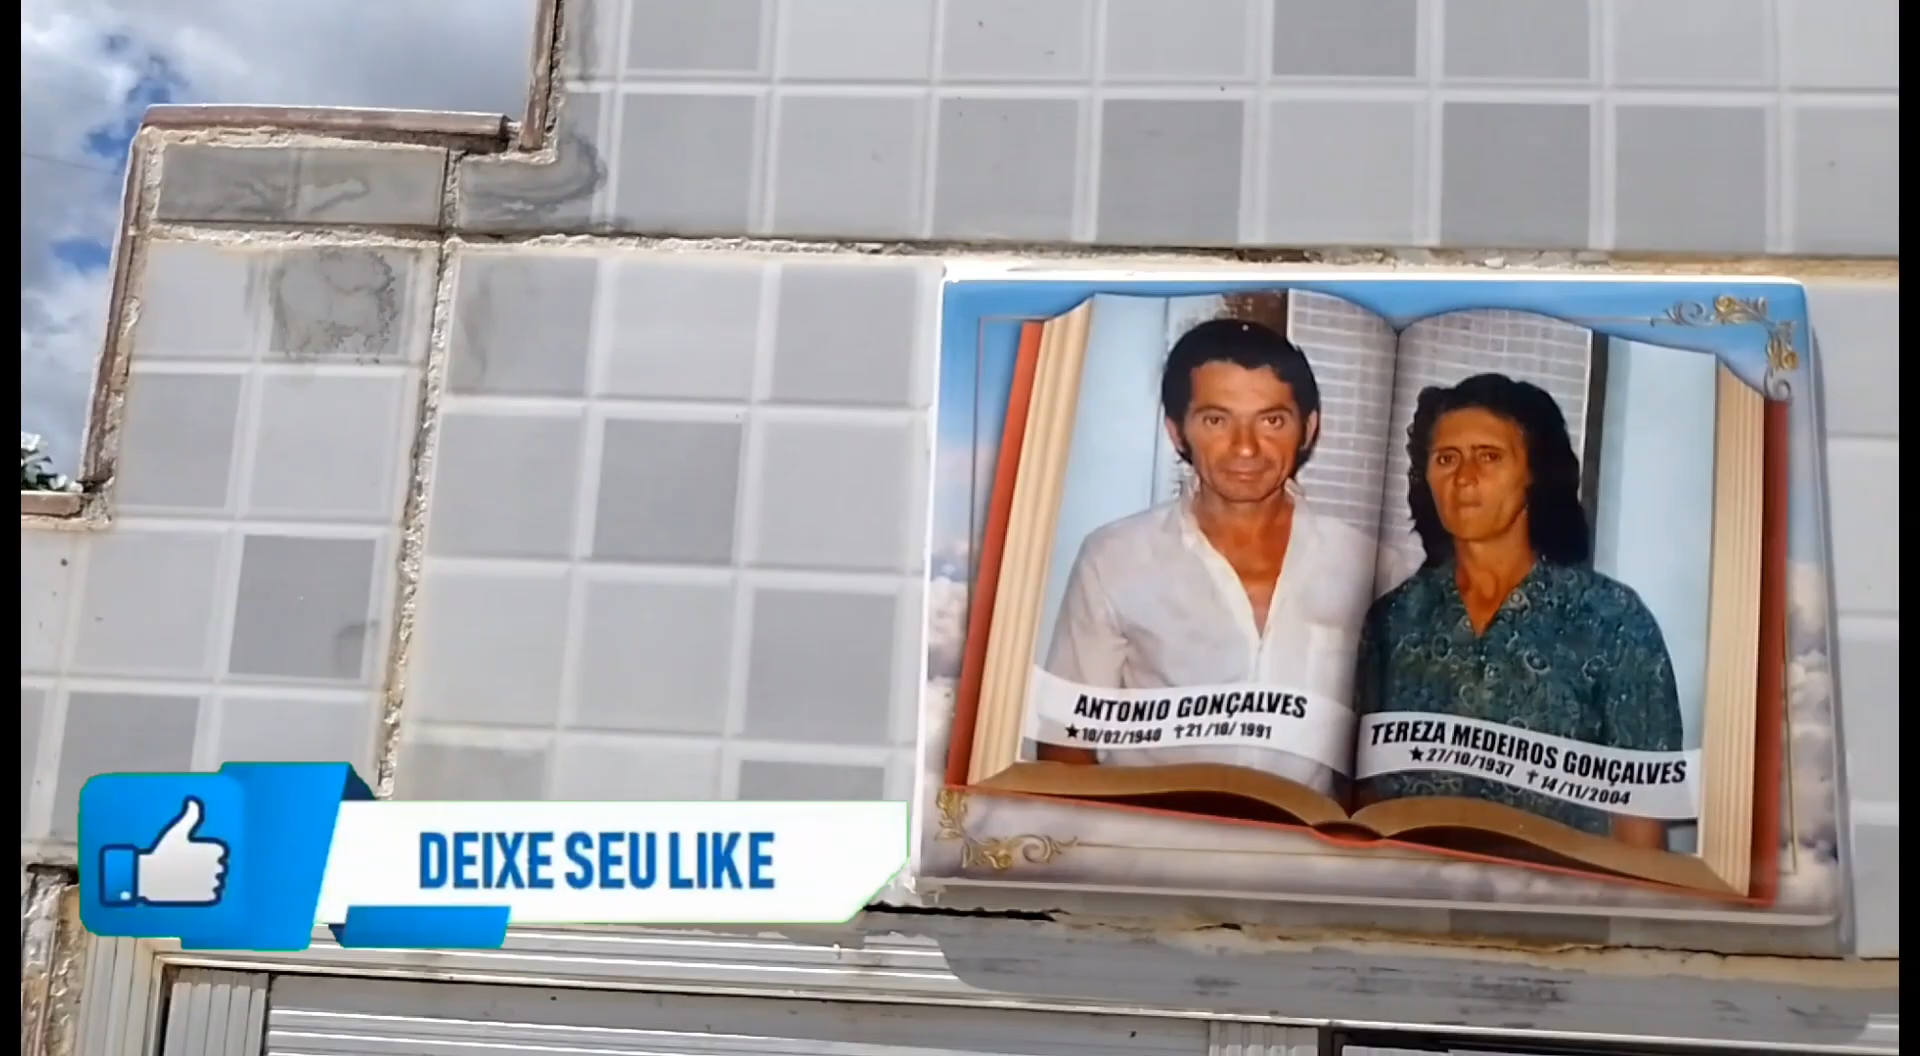 ANTONIO GONÇALVES
★10/02/1940 ✝21/10/1991
TEREZA MEDEIROS GONÇALVES
★27/10/1937 ✝14/11/2004
DEIXE SEU LIKE